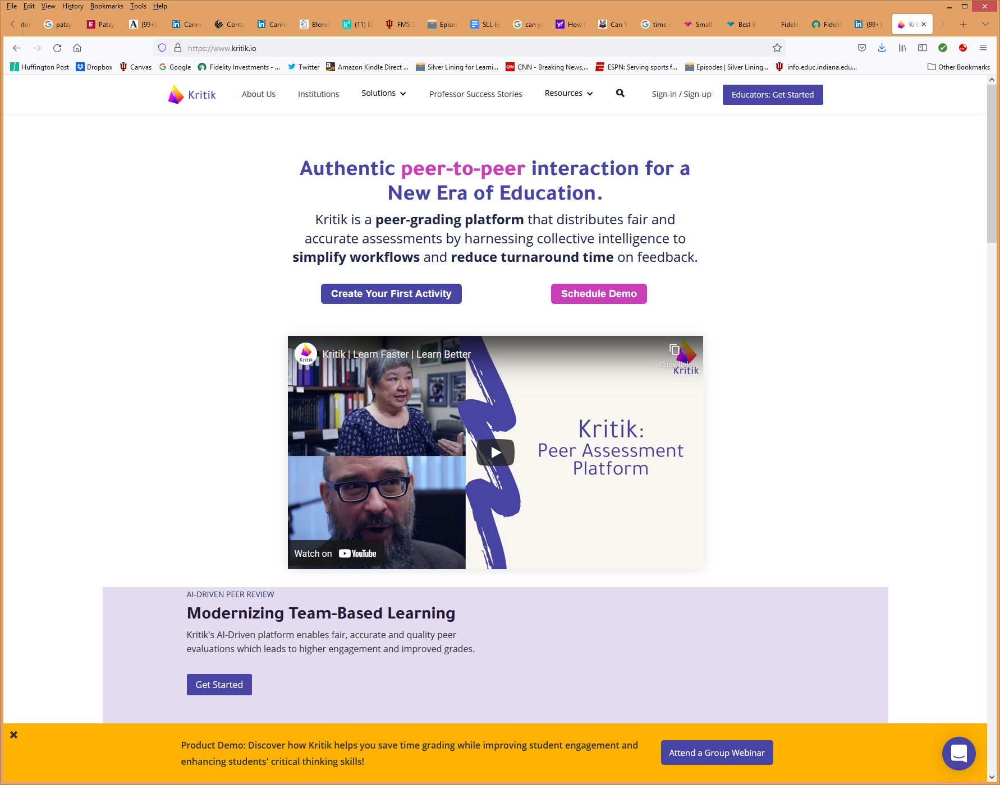 File Edit View History Bookmarks Tools Help
patsy Patsy (99+) Carine Conta Carine Blendi (11) Bl FMS S Episoc SLL Ep can yo How t Can Y time i Small- Best B Fidelit Fidelit (99+) Krit
https://www.kritik.io
Huffington Post Dropbox Canvas Google Fidelity Investments - ... Twitter Amazon Kindle Direct ... Silver Lining for Learni... CNN - Breaking News,... ESPN: Serving sports f... Episodes | Silver Lining... info.educ.indiana.edu... Other Bookmarks
Kritik About Us Institutions Solutions Professor Success Stories Resources Sign-in / Sign-up Educators: Get Started
Authentic peer-to-peer interaction for a
New Era of Education.
Kritik is a peer-grading platform that distributes fair and
accurate assessments by harnessing collective intelligence to
simplify workflows and reduce turnaround time on feedback.
Create Your First Activity Schedule Demo
Kritik
Kritik | Learn Faster | Learn Better
Copy link
Kritik
Kritik:
Peer Assessment
Platform
Watch on YouTube
AI-DRIVEN PEER REVIEW
Modernizing Team-Based Learning
Kritik's AI-Driven platform enables fair, accurate and quality peer
evaluations which leads to higher engagement and improved grades.
Get Started
Product Demo: Discover how Kritik helps you save time grading while improving student engagement and
enhancing students' critical thinking skills!
Attend a Group Webinar